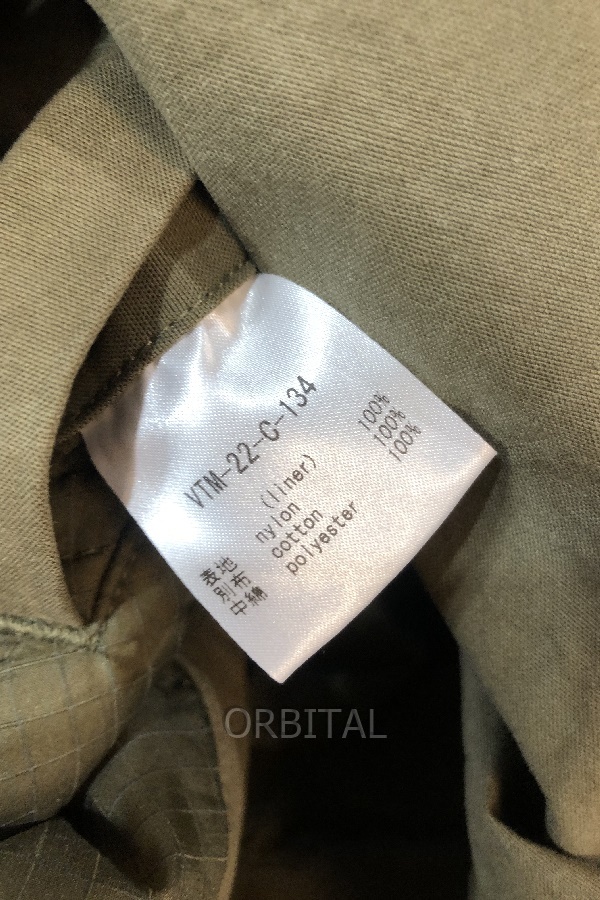 VTM-22-C-134
(liner)
表地 nylon 100%
別布 cotton 100%
中綿 polyester 100%
ORBITAL